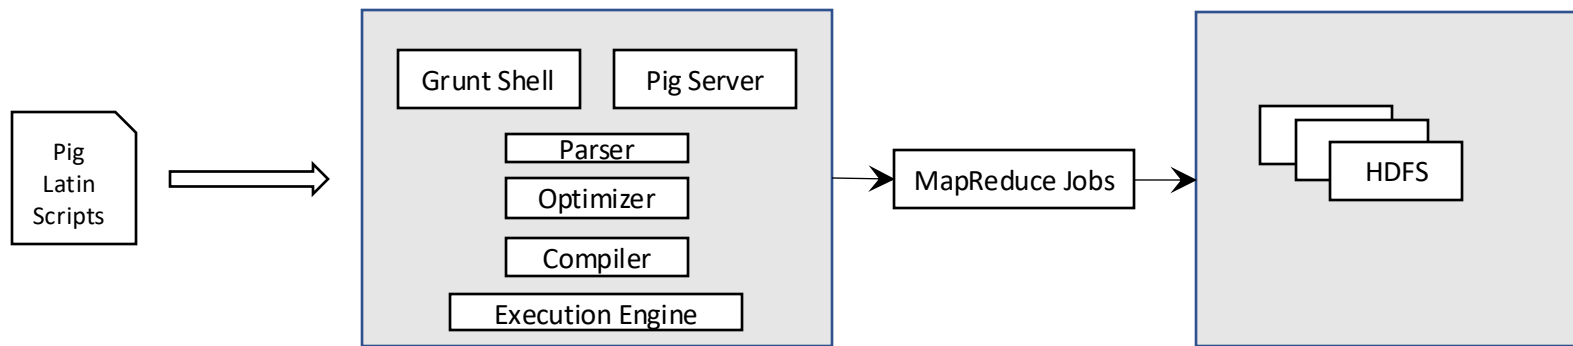 Pig
Latin
Scripts
Grunt Shell
Pig Server
Parser
Optimizer
Compiler
Execution Engine
MapReduce Jobs
HDFS